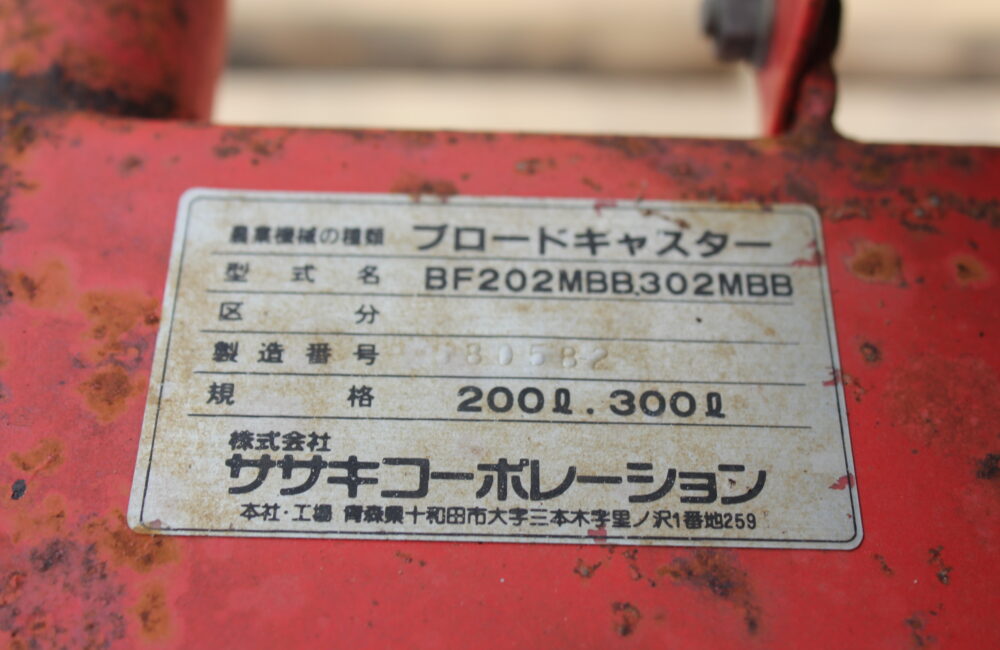 農業機械の種類 ブロードキャスター
型式名 BF202MBB.302MBB
区分
製造番号 580582
規格 200ℓ.300ℓ
株式会社
ササキコーポレーション
本社・工場 青森県十和田市大字三本木字里ノ沢1番地259